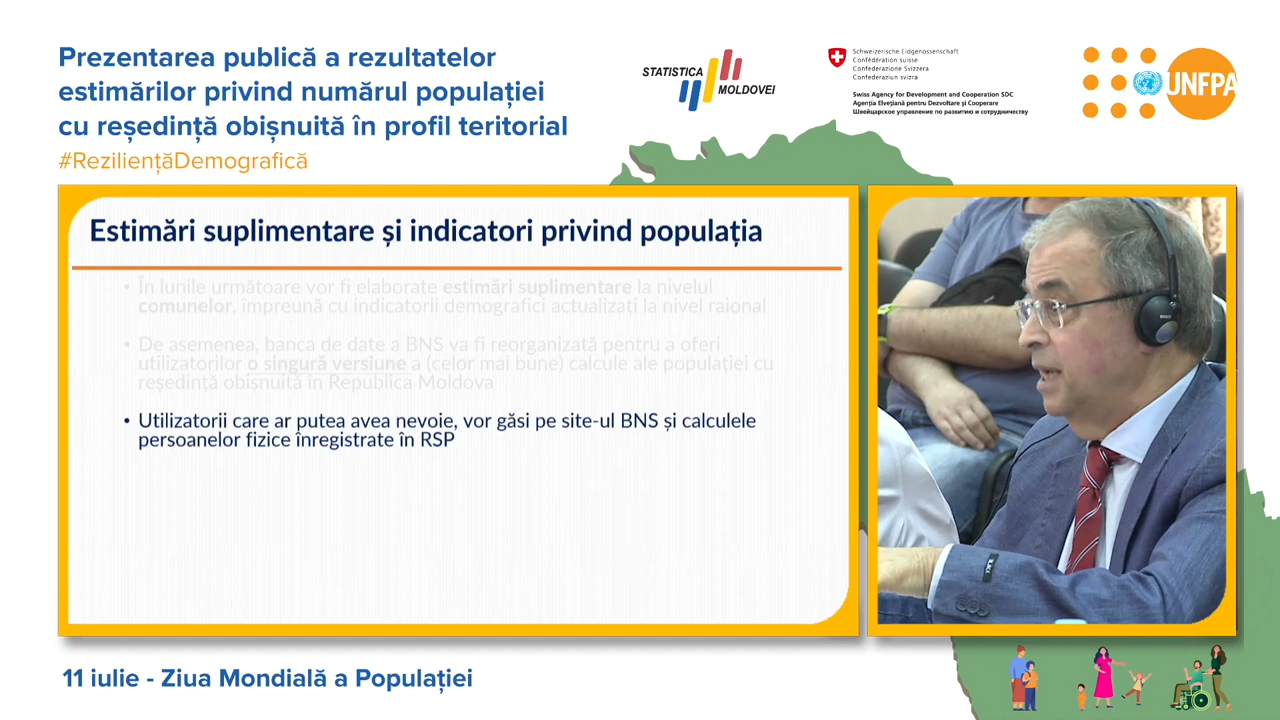 Prezentarea publică a rezultatelor
estimărilor privind numărul populației
cu reședință obișnuită în profil teritorial
#ReziliențăDemografică
STATISTICA
MOLDOVEI
Schweizerische Eidgenossenschaft
Confédération suisse
Confederazione Svizzera
Confederaziun svizra
Swiss Agency for Development and Cooperation SDC
Agenția Elvețiană pentru Dezvoltare și Cooperare
Швейцарское управление по развитию и сотрудничеству
UNFPA
Estimări suplimentare și indicatori privind populația
• În lunile următoare vor fi elaborate estimări suplimentare la nivelul
comunelor, împreună cu indicatorii demografici actualizați la nivel raional
• De asemenea, banca de date a BNS va fi reorganizată pentru a oferi
utilizatorilor o singură versiune a (celor mai bune) calcule ale populației cu
reședință obișnuită în Republica Moldova
• Utilizatorii care ar putea avea nevoie, vor găsi pe site-ul BNS și calculele
persoanelor fizice înregistrate în RSP
11 iulie - Ziua Mondială a Populației